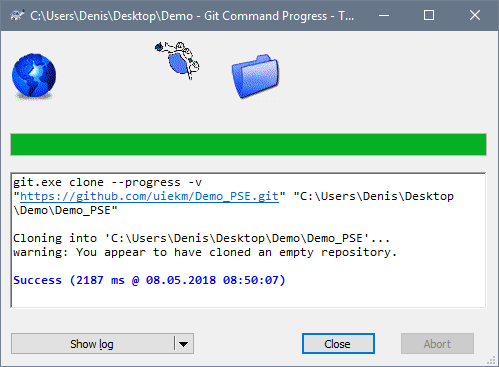 C:\Users\Denis\Desktop\Demo - Git Command Progress - T...
git.exe clone --progress -v
"https://github.com/uiekm/Demo_PSE.git" "C:\Users\Denis\Desktop
\Demo\Demo_PSE"
Cloning into 'C:\Users\Denis\Desktop\Demo\Demo_PSE'...
warning: You appear to have cloned an empty repository.
Success (2187 ms @ 08.05.2018 08:50:07)
Show log
Close
Abort